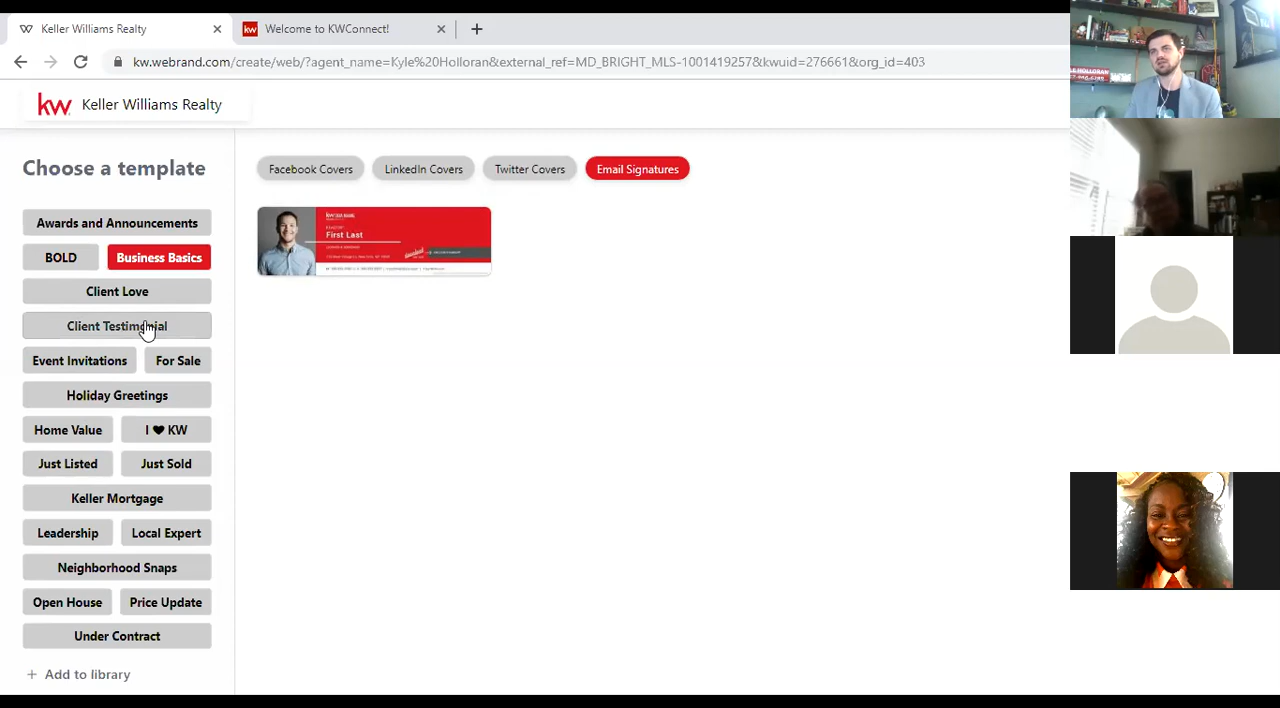 Keller Williams Realty
Welcome to KWConnect!
kw.webrand.com/create/web/?agent_name=Kyle%20H &external_ref=MD_BRIGHT_MLS-1001419257&kwuid=276661&org_id=403
kw Keller Williams Realty
Choose a template
Facebook Covers
LinkedIn Covers
Twitter Covers
Email Signatures
Awards and Announcements
BOLD
Business Basics
First Last
Client Love
Client Testimonial
Event Invitations
For Sale
Holiday Greetings
Home Value
I ♥ KW
Just Listed
Just Sold
Keller Mortgage
Leadership
Local Expert
Neighborhood Snaps
Open House
Price Update
Under Contract
+ Add to library